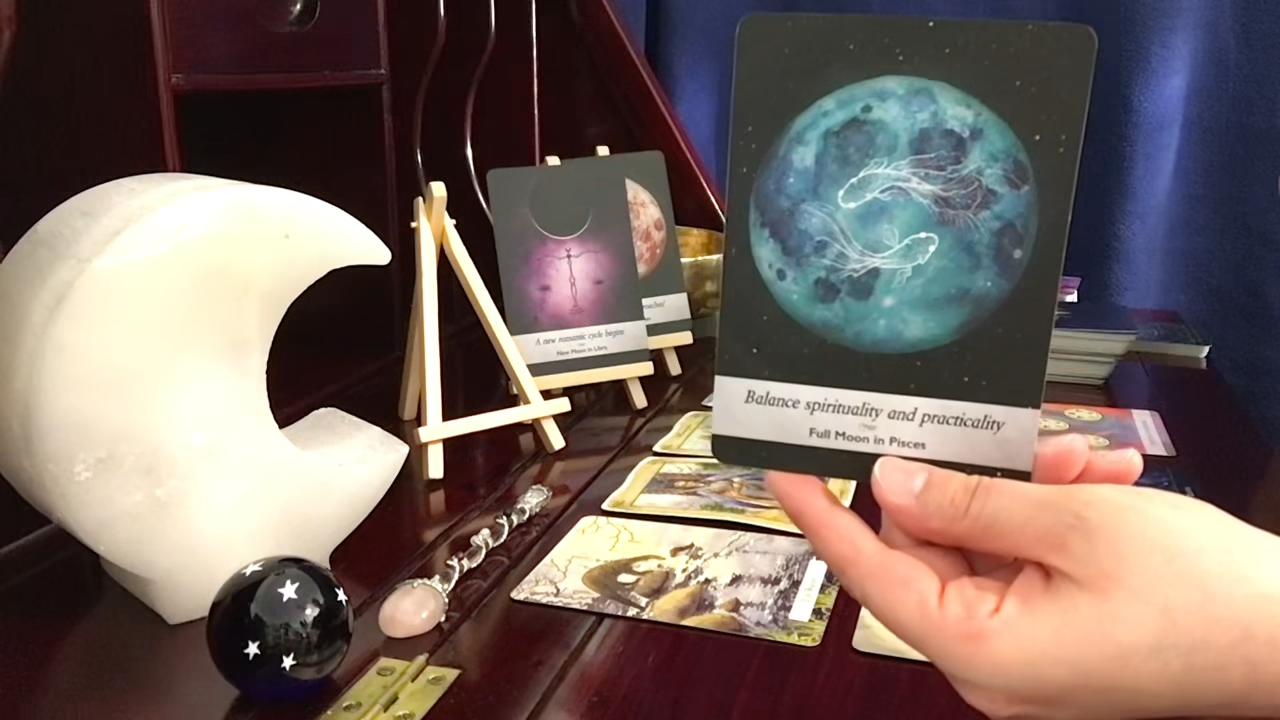 A new romantic cycle begins
New Moon in Libra
Balance spirituality and practicality
Full Moon in Pisces